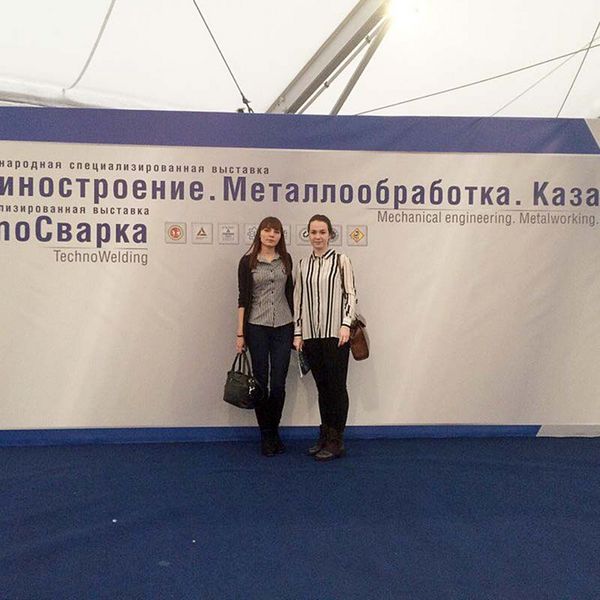 народная специализированная выставка
иностроение. Металлообработка. Каза
Mechanical engineering. Metalworking.
лизированная выставка
оСварка
TechnoWelding